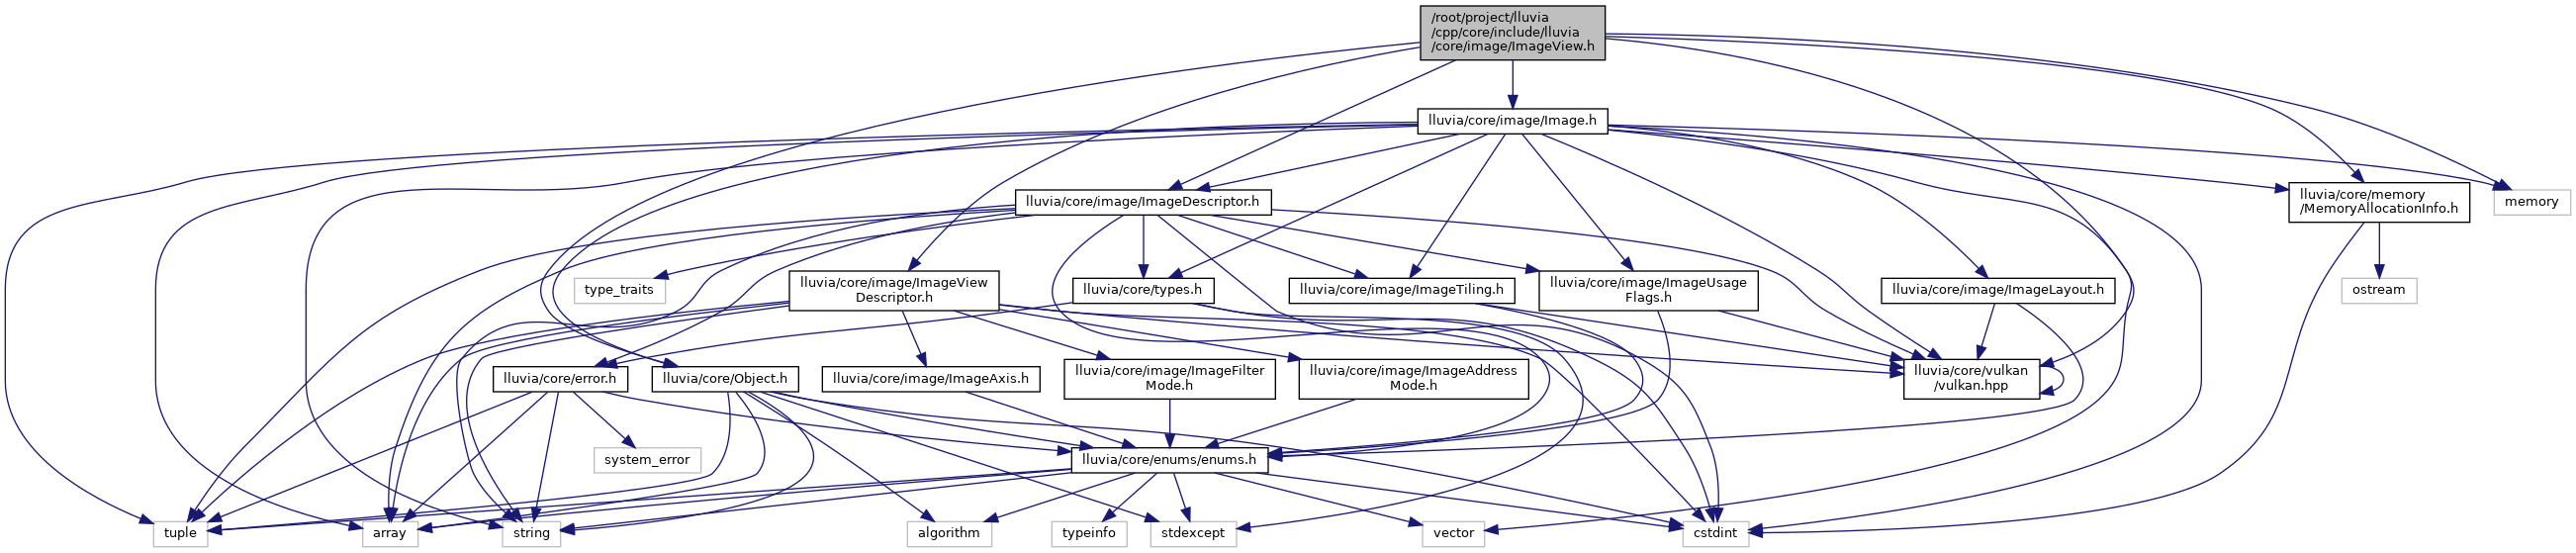 /root/project/lluvia
/cpp/core/include/lluvia
/core/image/ImageView.h
lluvia/core/image/Image.h
lluvia/core/image/ImageDescriptor.h
lluvia/core/memory
/MemoryAllocationInfo.h
memory
type_traits
lluvia/core/image/ImageView
Descriptor.h
lluvia/core/types.h
lluvia/core/image/ImageTiling.h
lluvia/core/image/ImageUsage
Flags.h
lluvia/core/image/ImageLayout.h
ostream
lluvia/core/error.h
lluvia/core/Object.h
lluvia/core/image/ImageAxis.h
lluvia/core/image/ImageFilter
Mode.h
lluvia/core/image/ImageAddress
Mode.h
lluvia/core/vulkan
/vulkan.hpp
system_error
lluvia/core/enums/enums.h
tuple
array
string
algorithm
typeinfo
stdexcept
vector
cstdint